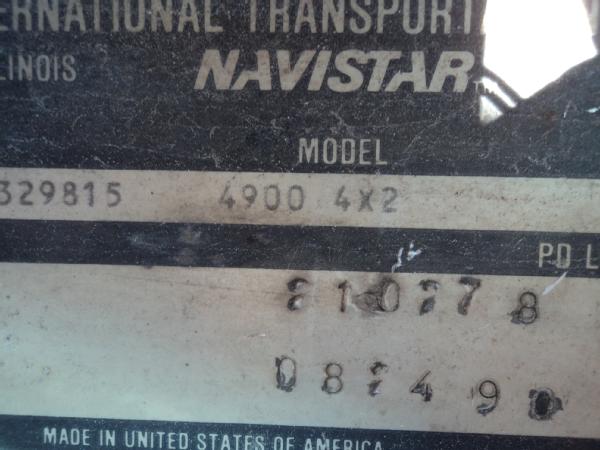 ERNATIONAL TRANSPORT
LINOIS NAVISTAR
MODEL
329815 4900 4X2
PD L
MADE IN UNITED STATES OF AMERICA